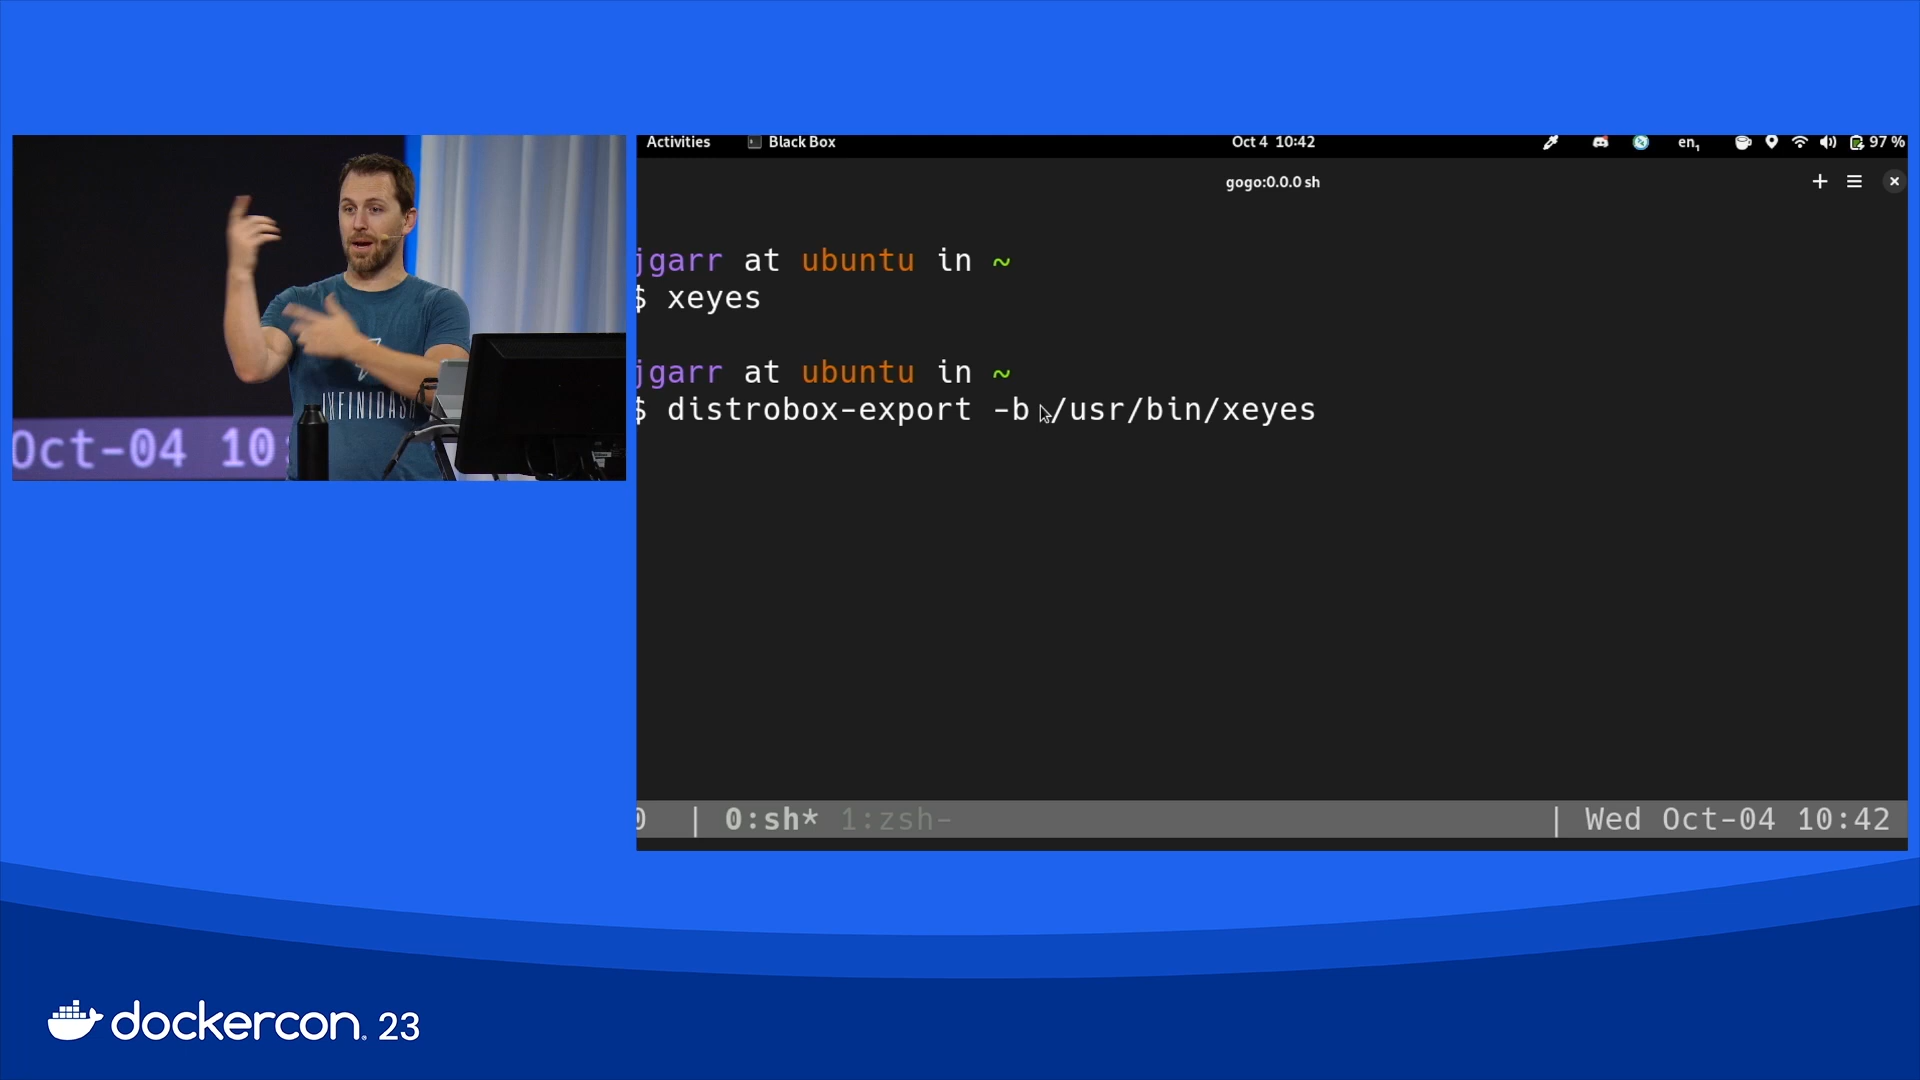 INFINIDASH
Oct-04 10:
Activities Black Box Oct 4 10:42 en₁ 97 %
gogo:0.0.0 sh
jgarr at ubuntu in ~
$ xeyes
jgarr at ubuntu in ~
$ distrobox-export -b /usr/bin/xeyes
0 | 0:sh* 1:zsh- | Wed Oct-04 10:42
dockercon. 23